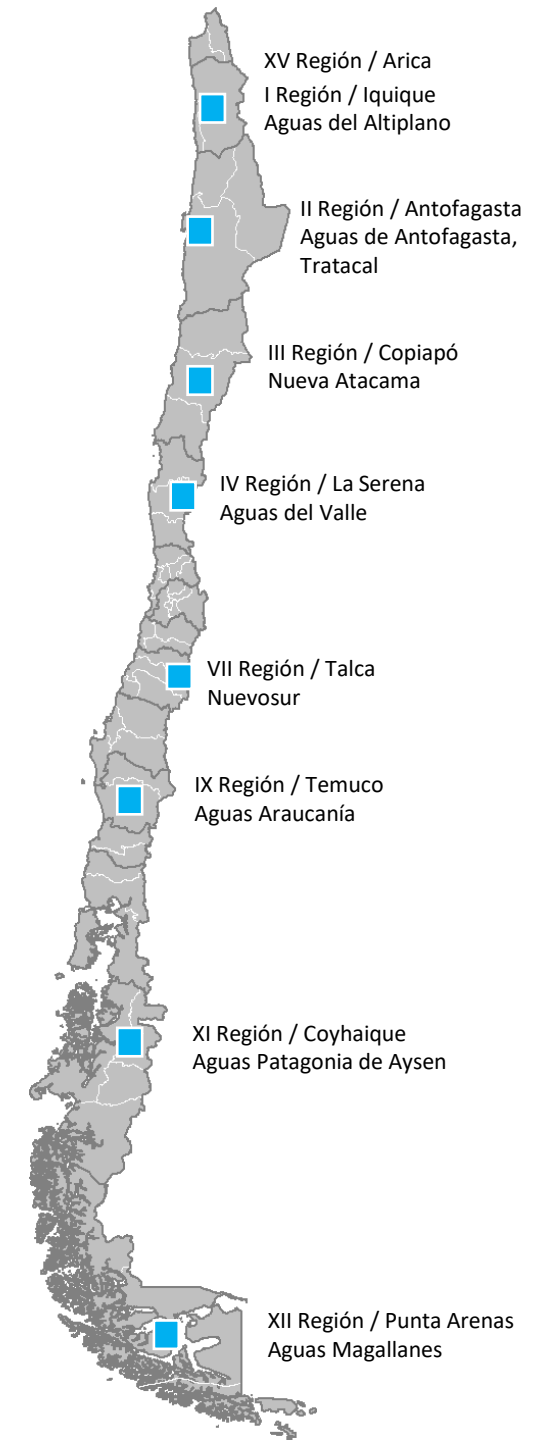 XV Región / Arica
I Región / Iquique
Aguas del Altiplano
II Región / Antofagasta
Aguas de Antofagasta,
Tratacal
III Región / Copiapó
Nueva Atacama
IV Región / La Serena
Aguas del Valle
VII Región / Talca
Nuevosur
IX Región / Temuco
Aguas Araucanía
XI Región / Coyhaique
Aguas Patagonia de Aysen
XII Región / Punta Arenas
Aguas Magallanes